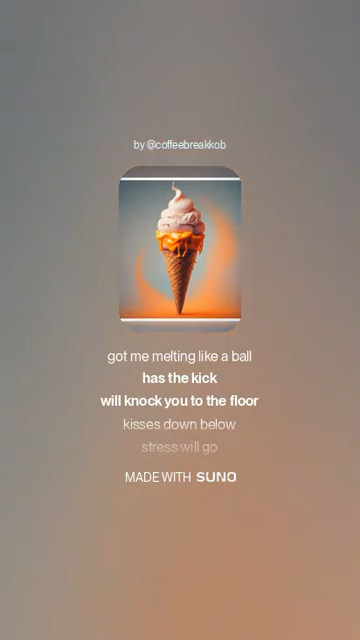 by @coffeebreakkob
got me melting like a ball
has the kick
will knock you to the floor
kisses down below
stress will go
MADE WITH SUNO